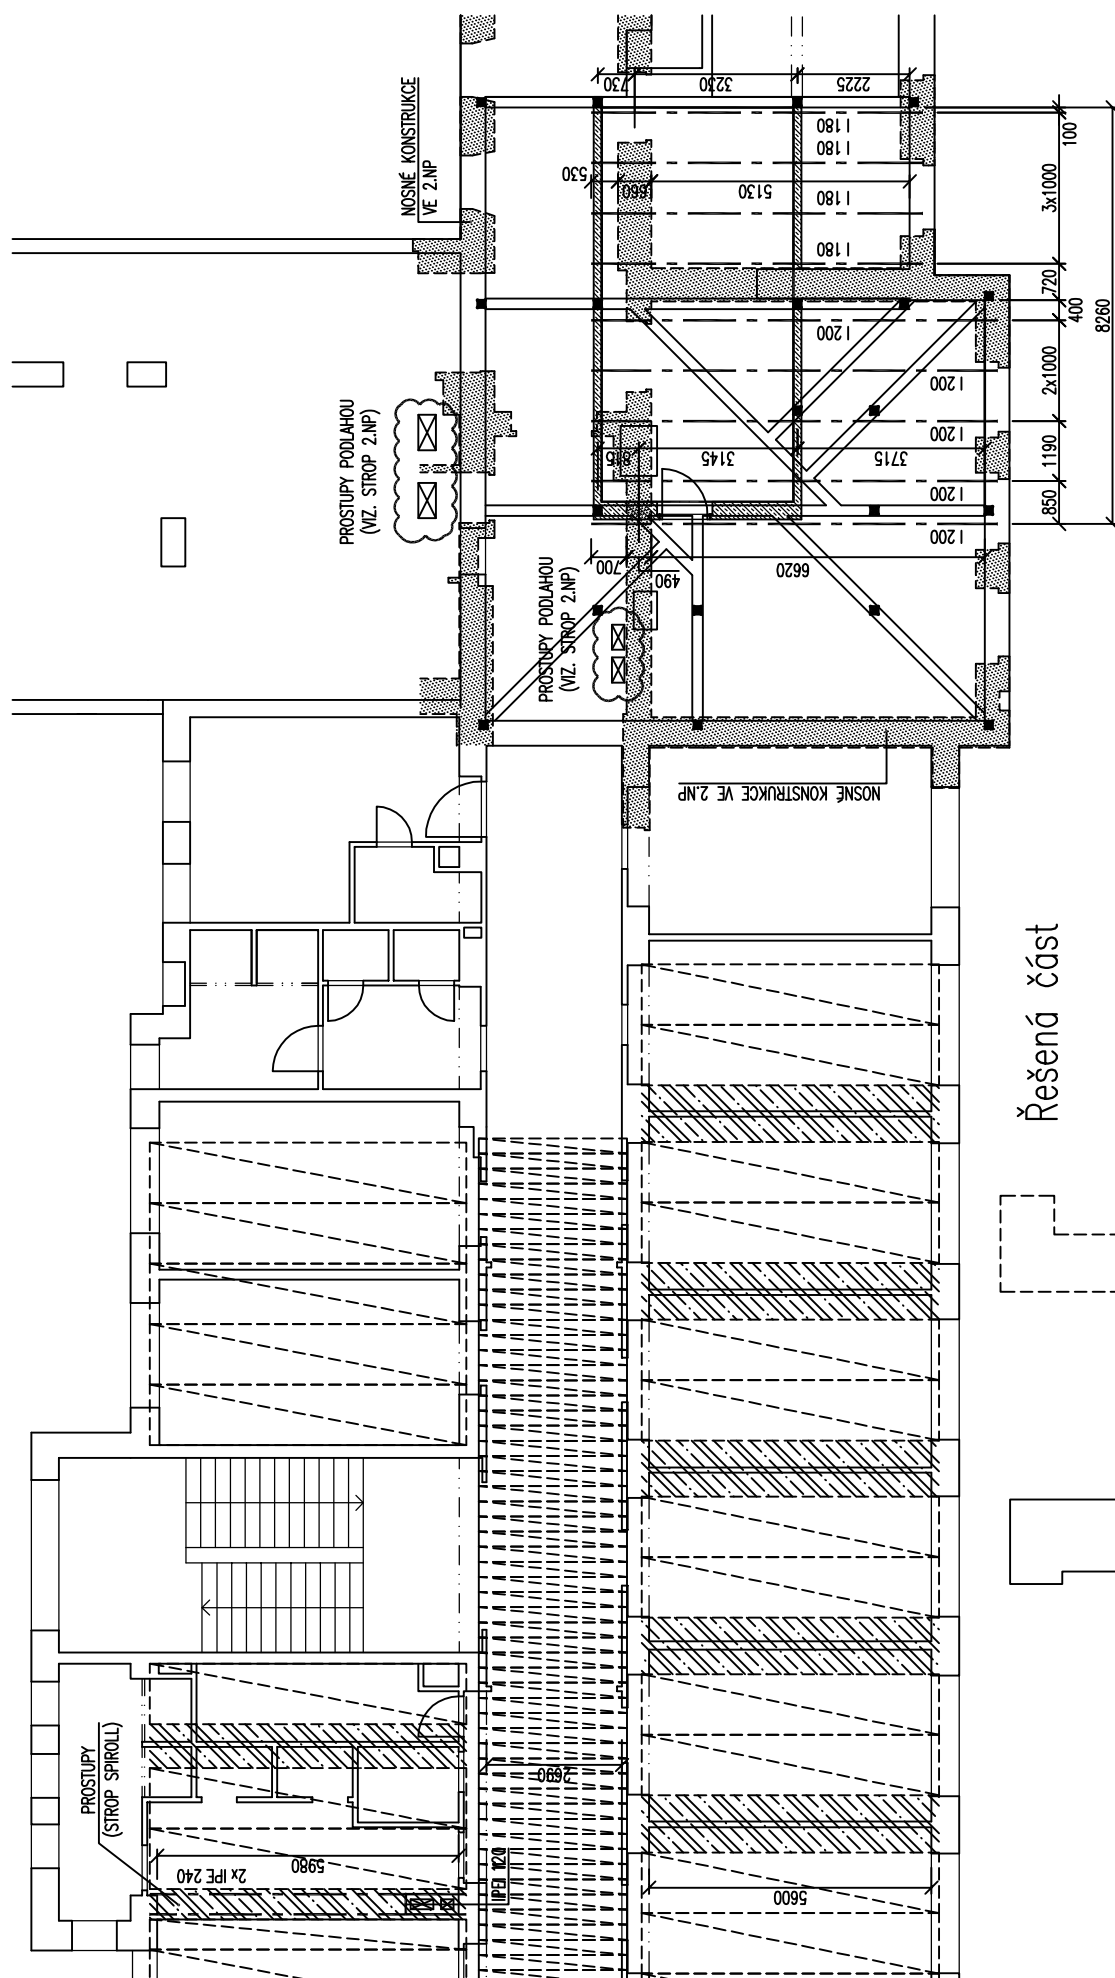 NOSNÉ KONSTRUKCE
VE 2.NP
730
3230
2225
I 180
I 180
I 180
I 180
530
660
5130
100
3x1000
720
400
2x1000
1190
850
8260
I 200
I 200
I 200
I 200
I 200
815
3145
3715
700
490
6620
PROSTUPY PODLAHOU
(VIZ. STROP 2.NP)
PROSTUPY PODLAHOU
(VIZ. STROP 2.NP)
NOSNÉ KONSTRUKCE VE 2.NP
Řešená část
PROSTUPY
(STROP SPIROLL)
2x IPE 240
5980
2690
5600